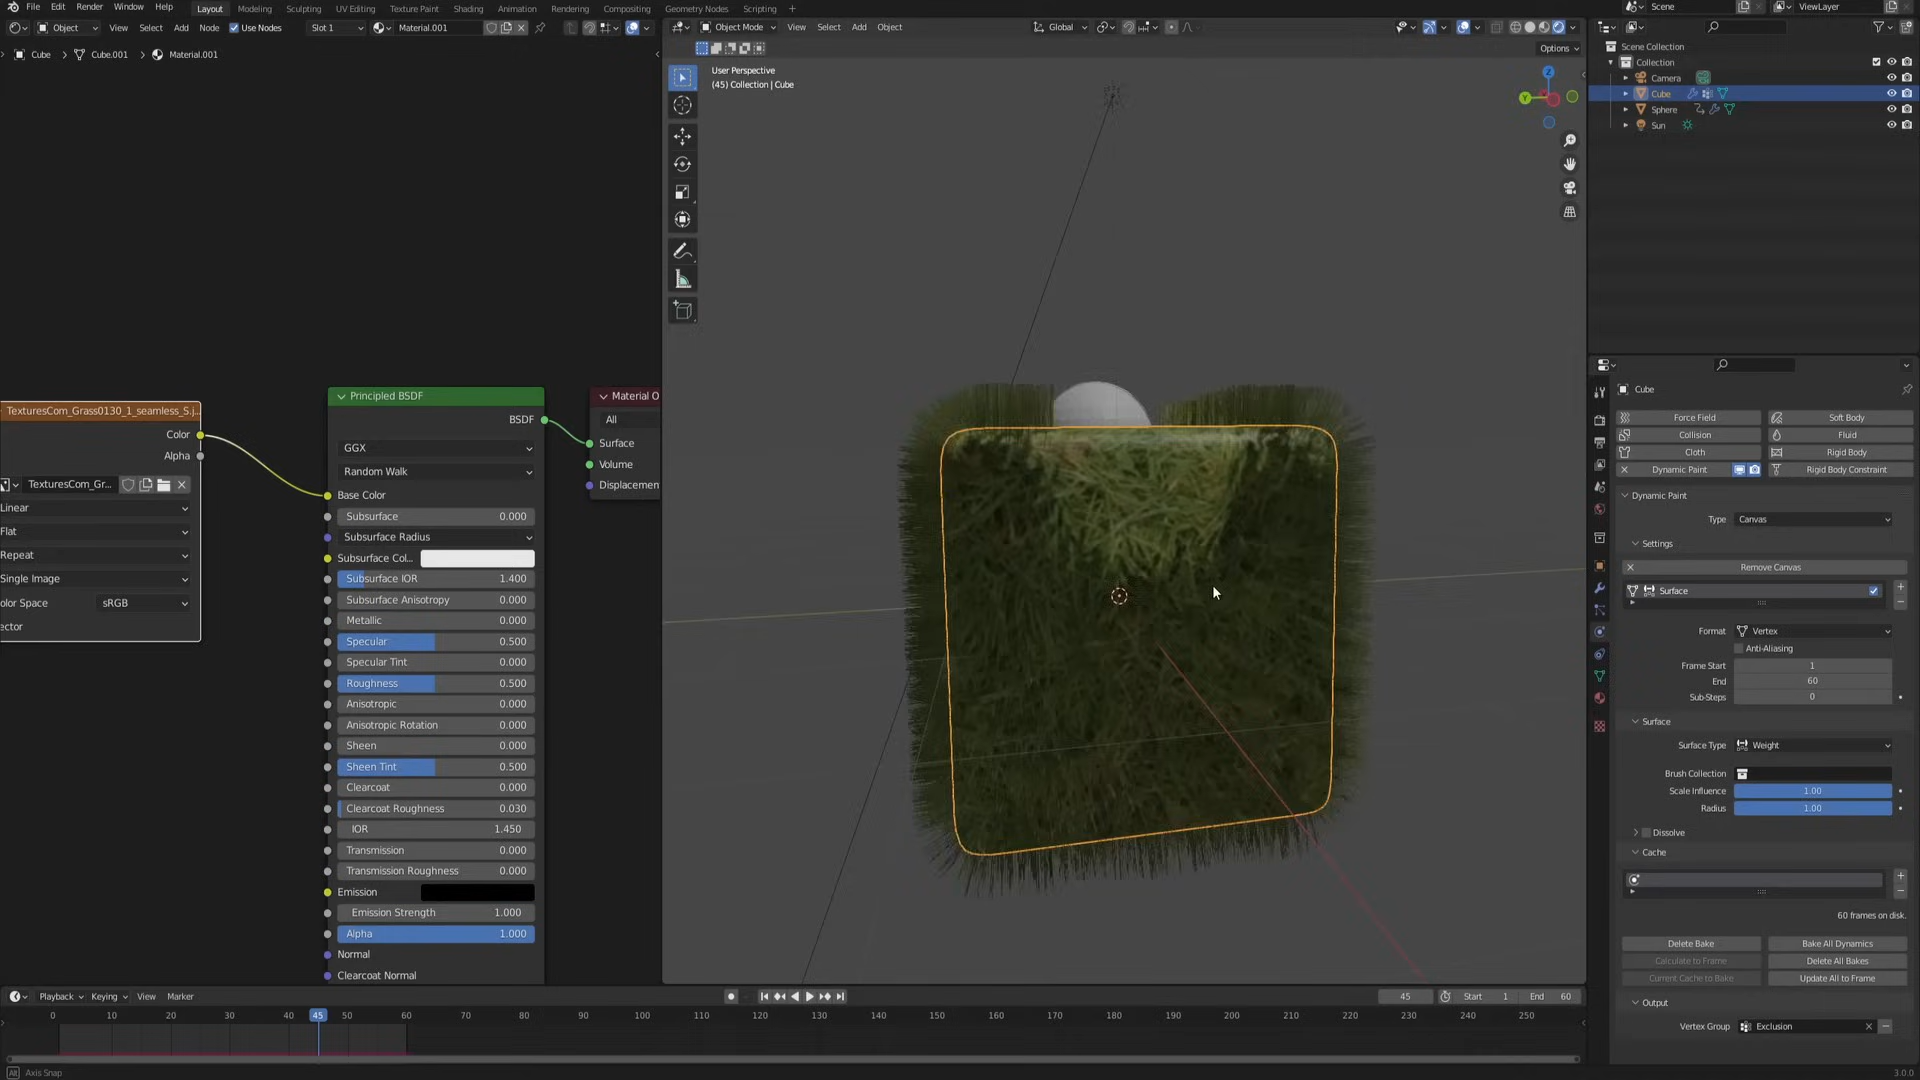 File Edit Render Window Help Layout Modeling Sculpting UV Editing Texture Paint Shading Animation Rendering Compositing Geometry Nodes Scripting +
Scene ViewLayer
Object View Select Add Node Use Nodes Slot 1 Material.001
Object Mode View Select Add Object Global
Options
Cube > Cube.001 > Material.001
User Perspective
(45) Collection | Cube
Z
Y
Scene Collection
Collection
Camera
Cube
Sphere
Sun
TexturesCom_Grass0130_1_seamless_S.j...
Color
Alpha
TexturesCom_Gr...
Linear
Flat
Repeat
Single Image
olor Space sRGB
ector
Principled BSDF
BSDF
GGX
Random Walk
Base Color
Subsurface 0.000
Subsurface Radius
Subsurface Col...
Subsurface IOR 1.400
Subsurface Anisotropy 0.000
Metallic 0.000
Specular 0.500
Specular Tint 0.000
Roughness 0.500
Anisotropic 0.000
Anisotropic Rotation 0.000
Sheen 0.000
Sheen Tint 0.500
Clearcoat 0.000
Clearcoat Roughness 0.030
IOR 1.450
Transmission 0.000
Transmission Roughness 0.000
Emission
Emission Strength 1.000
Alpha 1.000
Normal
Clearcoat Normal
Material O
All
Surface
Volume
Displacemen
Cube
Force Field Soft Body
Collision Fluid
Cloth Rigid Body
Dynamic Paint Rigid Body Constraint
Dynamic Paint
Type Canvas
Settings
Remove Canvas
Surface
Format Vertex
Anti-Aliasing
Frame Start 1
End 60
Sub-Steps 0
Surface
Surface Type Weight
Brush Collection
Scale Influence 1.00
Radius 1.00
Dissolve
Cache
60 frames on disk.
Delete Bake Bake All Dynamics
Calculate to Frame Delete All Bakes
Current Cache to Bake Update All to Frame
Output
Vertex Group Exclusion
Playback Keying View Marker 45 Start 1 End 60
0 10 20 30 40 45 50 60 70 80 90 100 110 120 130 140 150 160 170 180 190 200 210 220 230 240 250
Alt Axis Snap 3.0.0